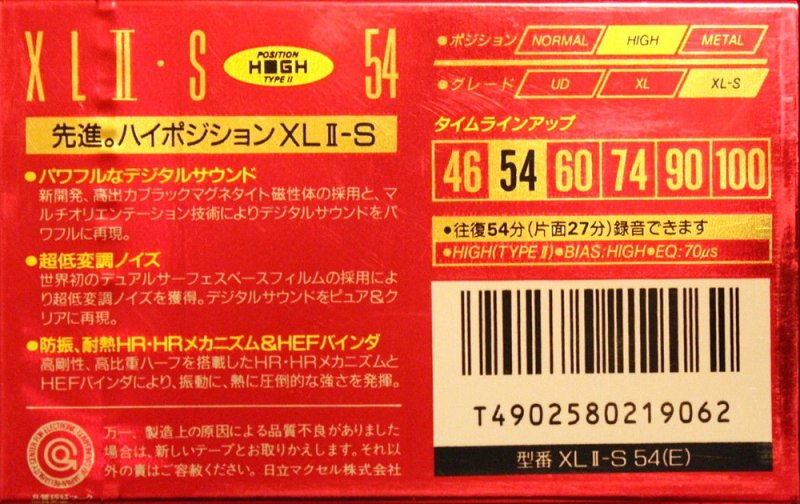 XLⅡ・S
POSITION
HIGH
TYPE Ⅱ
54
先進。ハイポジションXLⅡ-S
●パワフルなデジタルサウンド
新開発、高出力ブラックマグネタイト磁性体の採用と、マ
ルチオリエンテーション技術によりデジタルサウンドをパ
ワフルに再現。
●超低変調ノイズ
世界初のデュアルサーフェスベースフィルムの採用によ
り超低変調ノイズを獲得。デジタルサウンドをピュア&ク
リアに再現。
●防振、耐熱HR・HRメカニズム&HEFバインダ
高剛性、高比重ハーフを搭載したHR・HRメカニズムと
HEFバインダにより、振動に、熱に圧倒的な強さを発揮。
万一、製造上の原因による品質不良がありました
場合は、新しいテープとお取りかえします。それ以
外の責はご容赦ください。日立マクセル株式会社
●ポジション NORMAL HIGH METAL
●グレード UD XL XL-S
タイムラインアップ
46 54 60 74 90 100
●往復54分(片面27分)録音できます
●HIGH(TYPE Ⅱ)●BIAS:HIGH●EQ:70μs
T4902580219062
型番 XLⅡ-S 54(E)